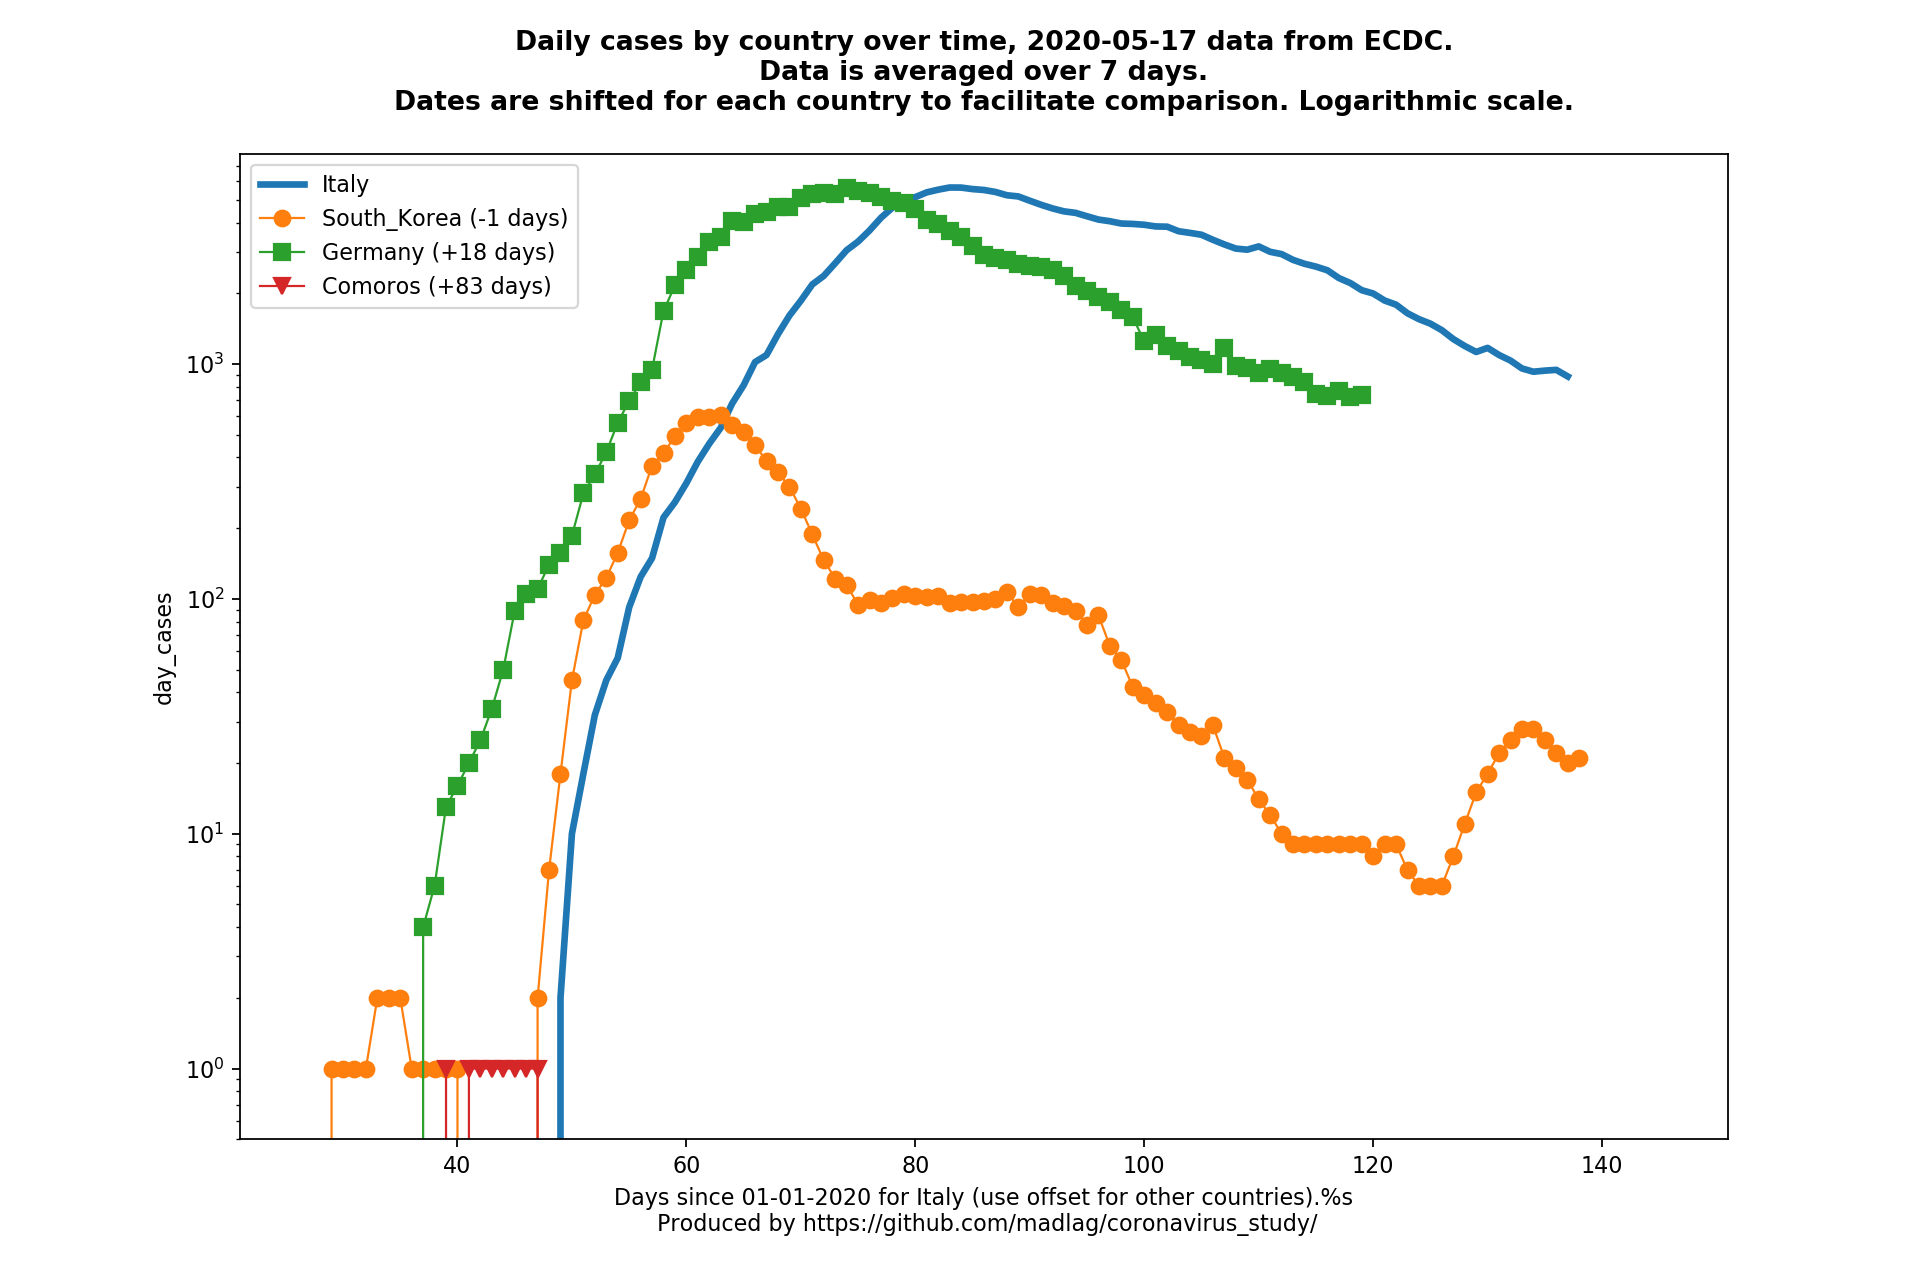 Daily cases by country over time, 2020-05-17 data from ECDC.
Data is averaged over 7 days.
Dates are shifted for each country to facilitate comparison. Logarithmic scale.
Italy
South_Korea (-1 days)
Germany (+18 days)
Comoros (+83 days)
day_cases
10³
10²
10¹
10⁰
40 60 80 100 120 140
Days since 01-01-2020 for Italy (use offset for other countries).%s
Produced by https://github.com/madlag/coronavirus_study/